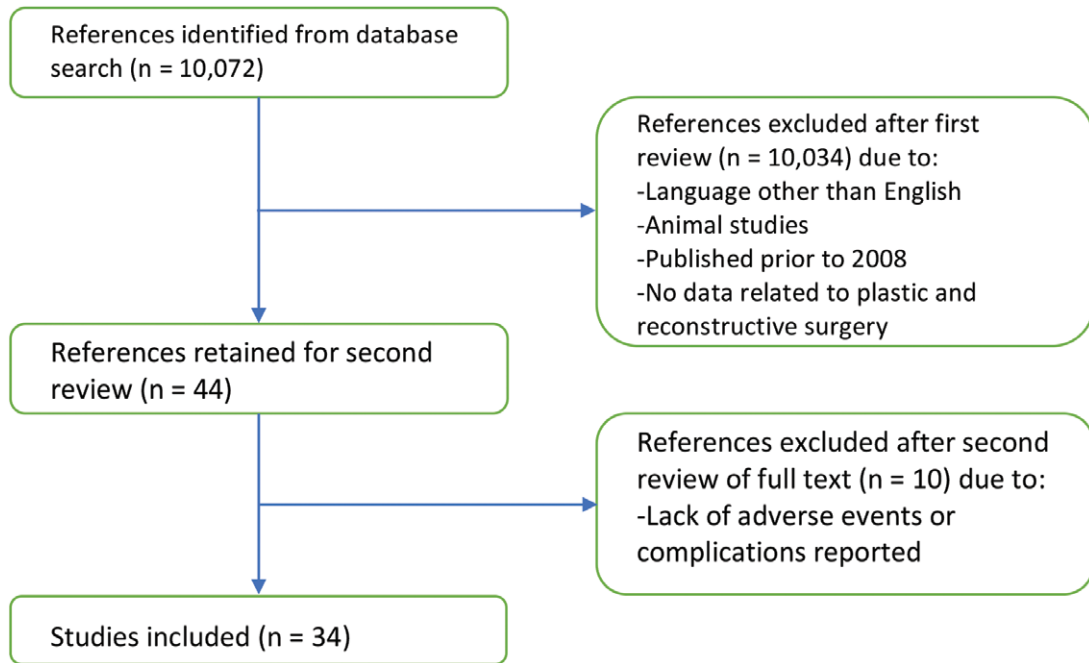 References identified from database
search (n = 10,072)
References excluded after first
review (n = 10,034) due to:
-Language other than English
-Animal studies
-Published prior to 2008
-No data related to plastic and
reconstructive surgery
References retained for second
review (n = 44)
References excluded after second
review of full text (n = 10) due to:
-Lack of adverse events or
complications reported
Studies included (n = 34)